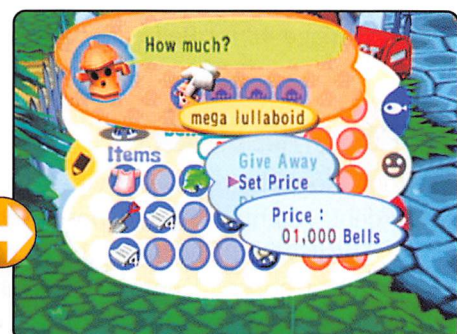 How much?
mega lullaboid
Items
Give Away
Set Price
Price :
01,000 Bells